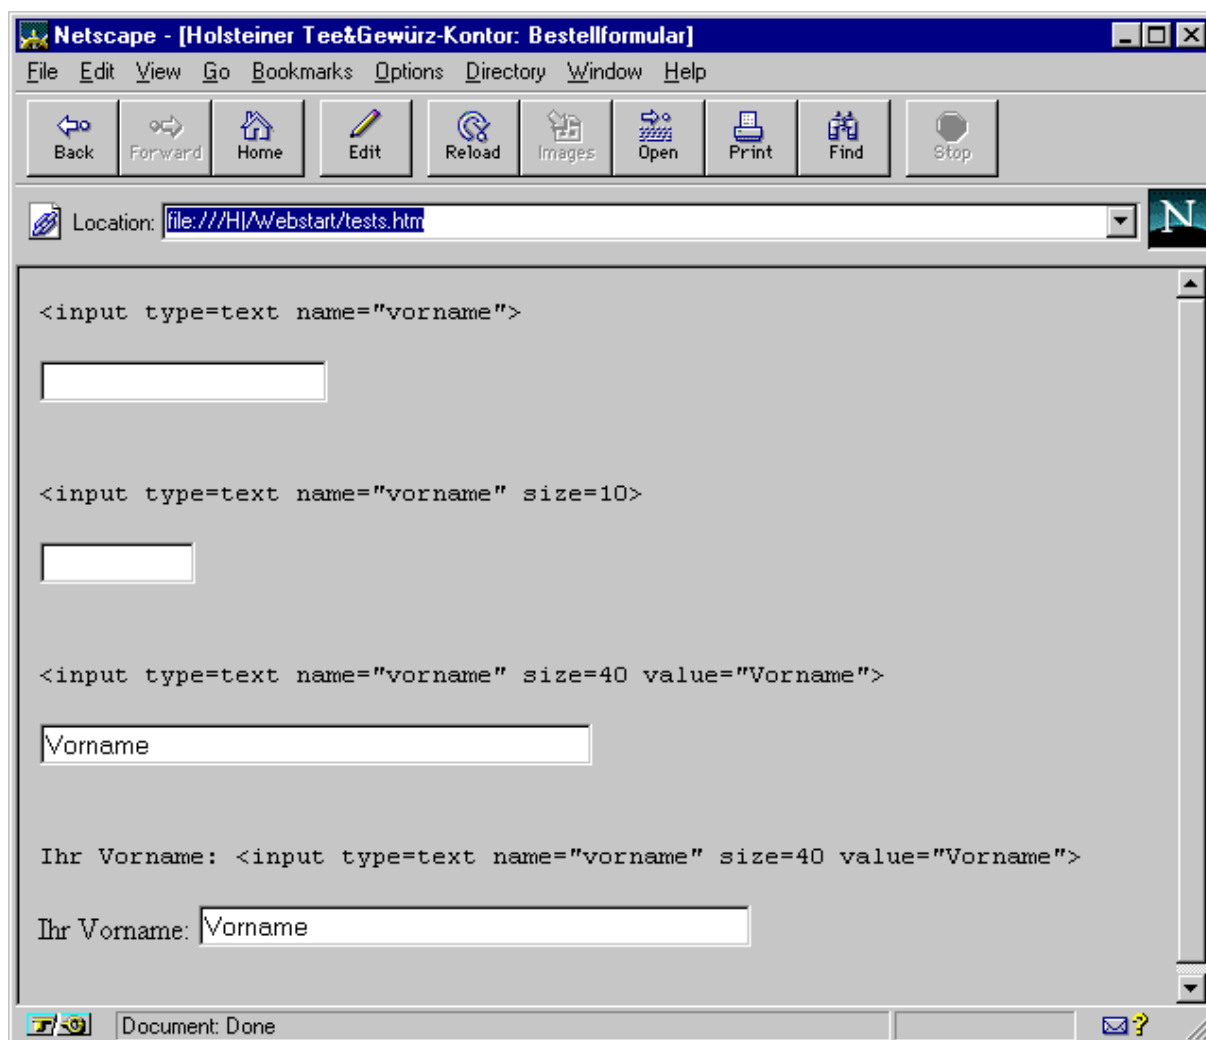 Netscape - [Holsteiner Tee&Gewürz-Kontor: Bestellformular]
File Edit View Go Bookmarks Options Directory Window Help
Back Forward Home Edit Reload Images Open Print Find Stop
Location: file:///H|/Webstart/tests.htm
N
<input type=text name="vorname">
<input type=text name="vorname" size=10>
<input type=text name="vorname" size=40 value="Vorname">
Vorname
Ihr Vorname: <input type=text name="vorname" size=40 value="Vorname">
Ihr Vorname: Vorname
Document: Done